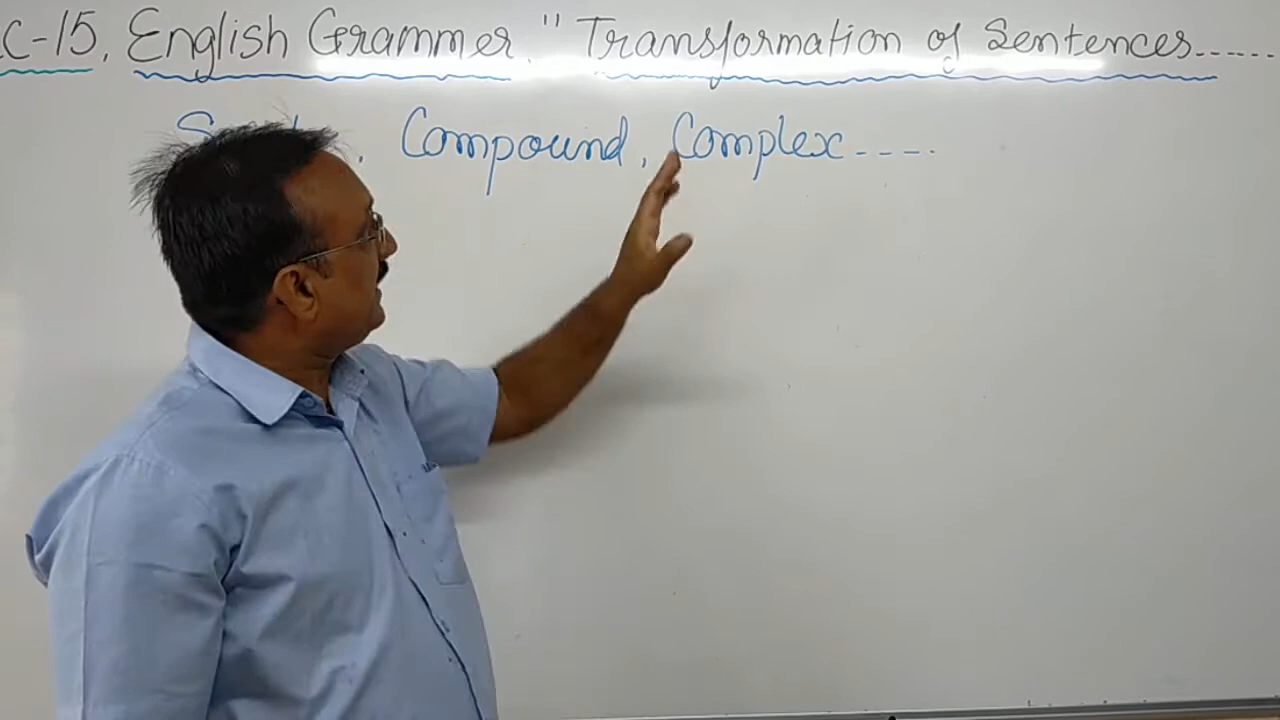 C-15, English Grammer. " Transformation of Sentences......
Compound, Complex----.